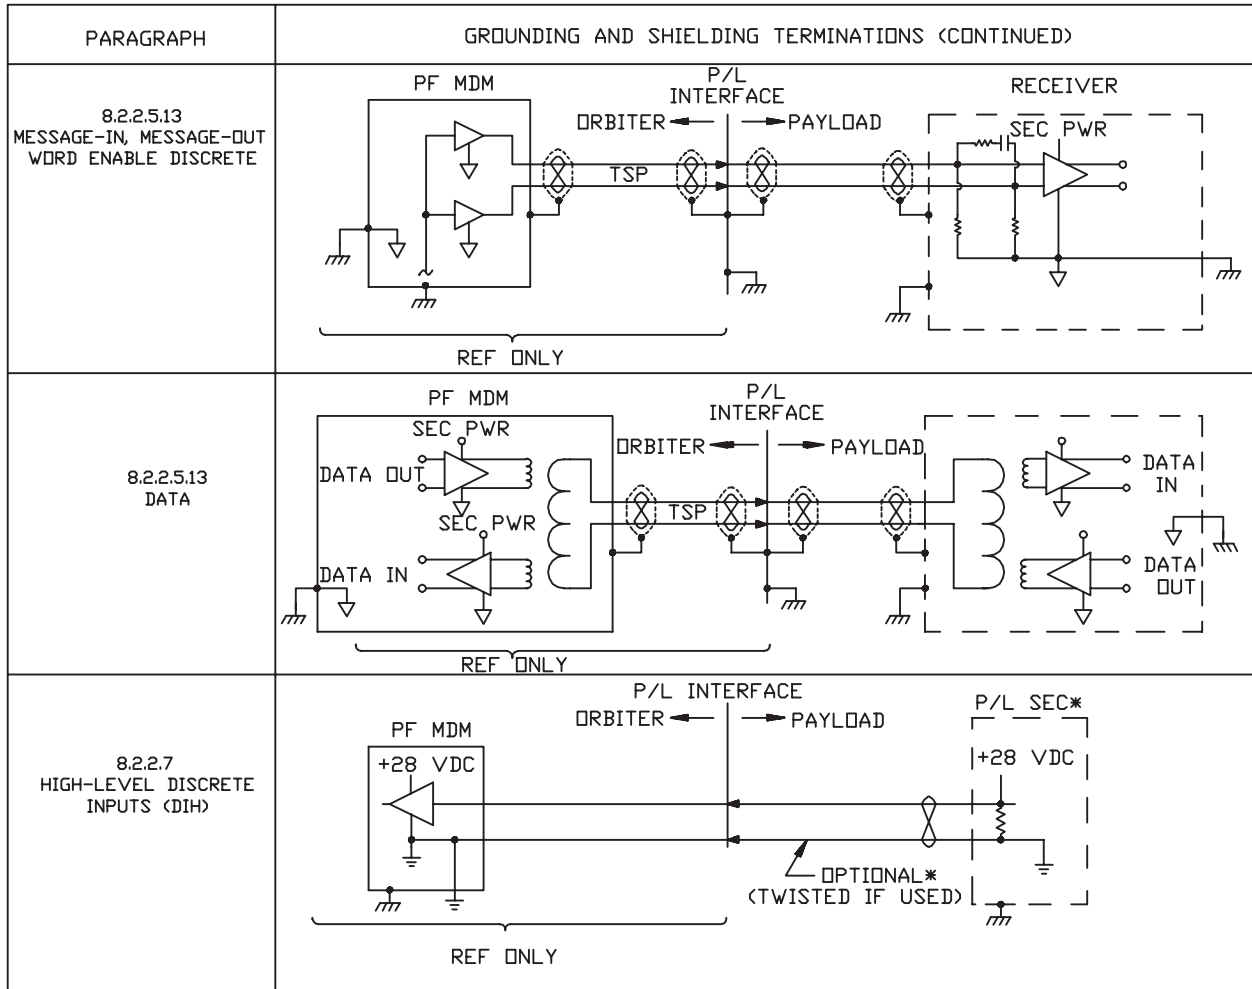 PARAGRAPH
GROUNDING AND SHIELDING TERMINATIONS (CONTINUED)
8.2.2.5.13
MESSAGE-IN, MESSAGE-OUT
WORD ENABLE DISCRETE
PF MDM
P/L
INTERFACE
RECEIVER
ORBITER
PAYLOAD
SEC PWR
TSP
REF ONLY
8.2.2.5.13
DATA
PF MDM
P/L
INTERFACE
SEC PWR
ORBITER
PAYLOAD
DATA OUT
DATA
IN
TSP
SEC PWR
DATA IN
DATA
OUT
REF ONLY
8.2.2.7
HIGH-LEVEL DISCRETE
INPUTS (DIH)
P/L INTERFACE
ORBITER
PAYLOAD
P/L SEC*
PF MDM
+28 VDC
+28 VDC
OPTIONAL*
(TWISTED IF USED)
REF ONLY